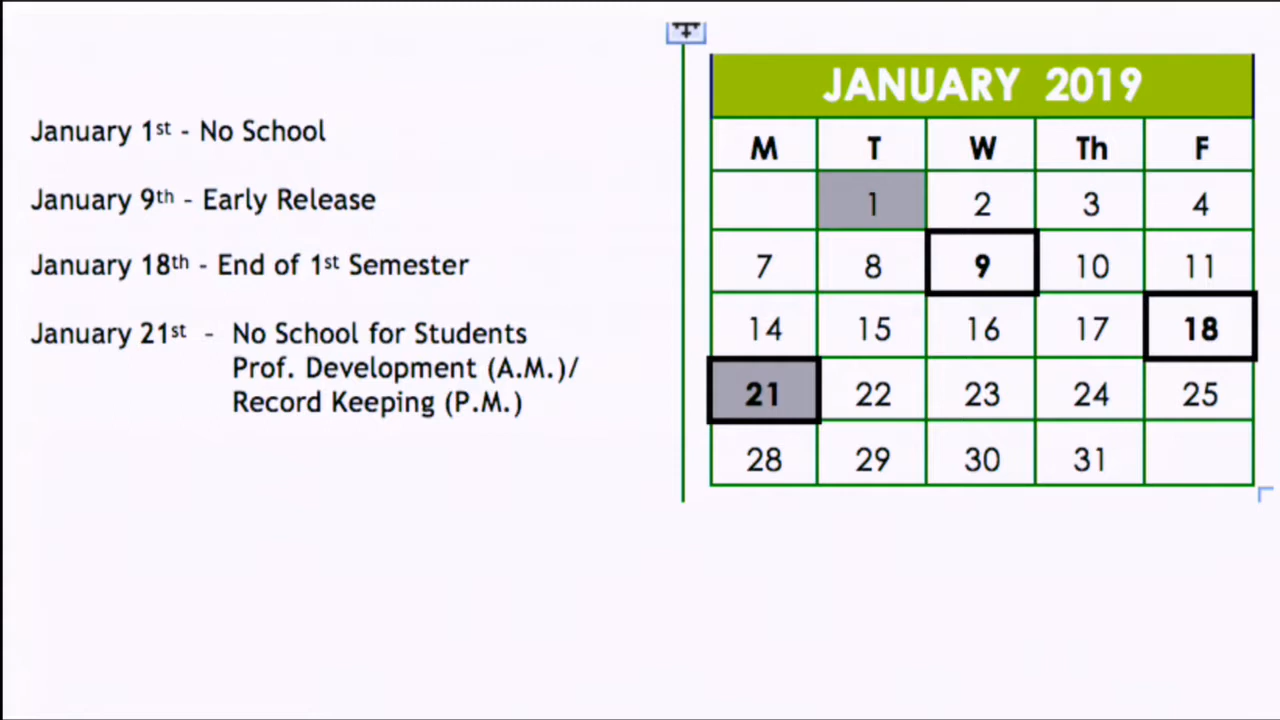 January 1st - No School
January 9th - Early Release
January 18th - End of 1st Semester
January 21st - No School for Students
Prof. Development (A.M.)/
Record Keeping (P.M.)
JANUARY 2019
M T W Th F
1 2 3 4
7 8 9 10 11
14 15 16 17 18
21 22 23 24 25
28 29 30 31